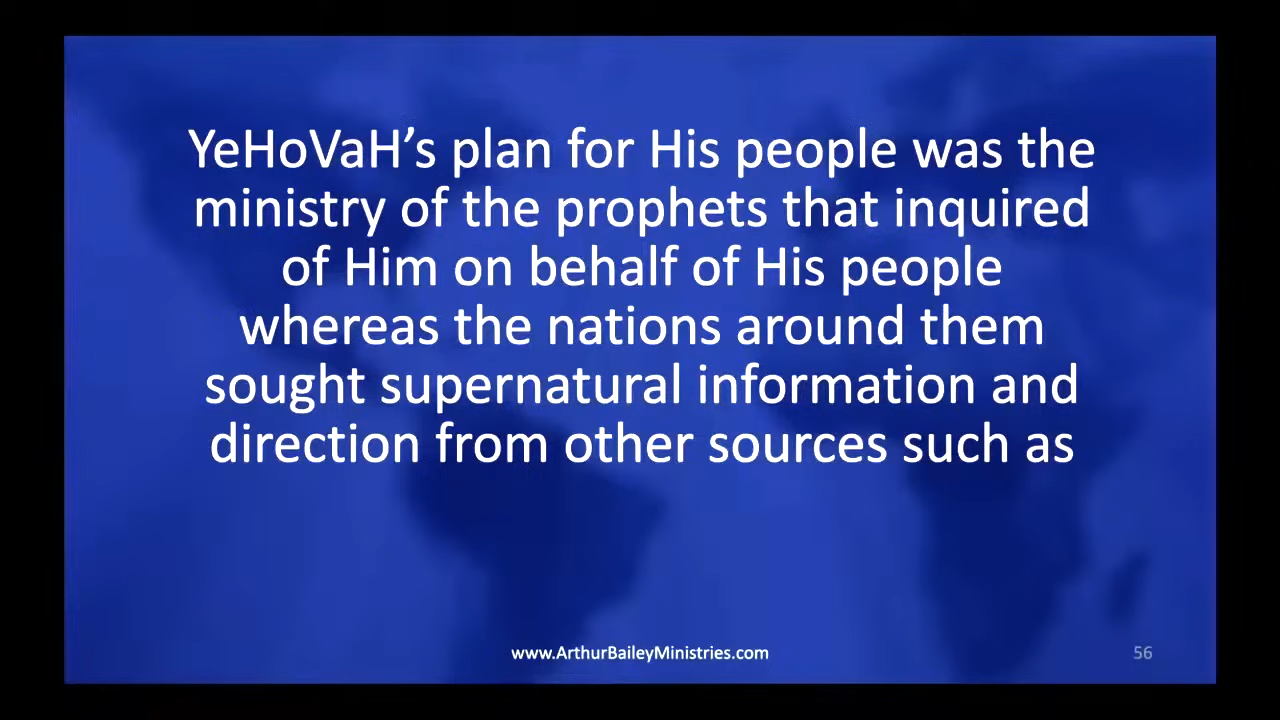 YeHoVaH’s plan for His people was the
ministry of the prophets that inquired
of Him on behalf of His people
whereas the nations around them
sought supernatural information and
direction from other sources such as
www.ArthurBaileyMinistries.com
56